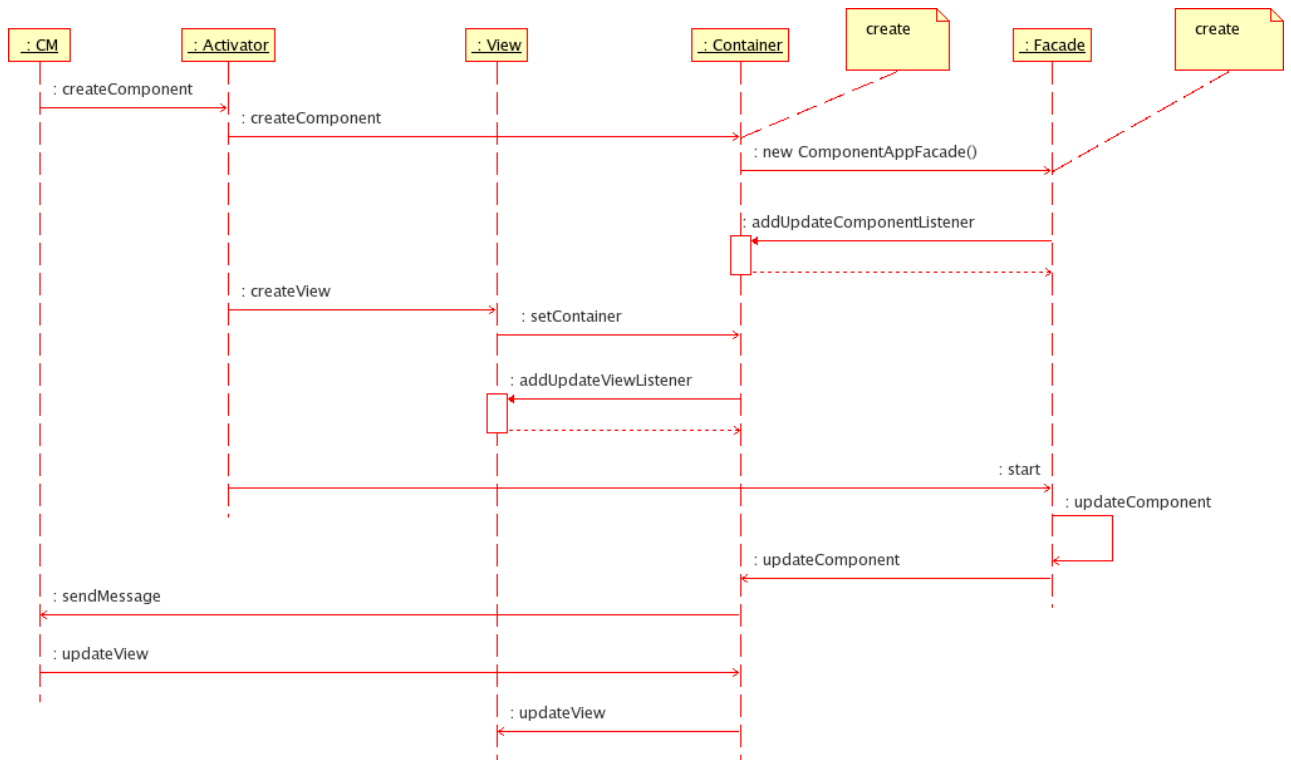 create
create
: CM
: Activator
: View
: Container
: Facade
: createComponent
: createComponent
: new ComponentAppFacade()
: addUpdateComponentListener
: createView
: setContainer
: addUpdateViewListener
: start
: updateComponent
: updateComponent
: sendMessage
: updateView
: updateView